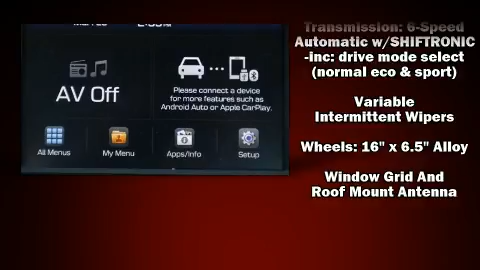 AV Off
Please connect a device
for more features such as
Android Auto or Apple CarPlay.
All Menus
My Menu
Apps/Info
Setup
Transmission: 6-Speed
Automatic w/SHIFTRONIC
-inc: drive mode select
(normal eco & sport)
Variable
Intermittent Wipers
Wheels: 16" x 6.5" Alloy
Window Grid And
Roof Mount Antenna